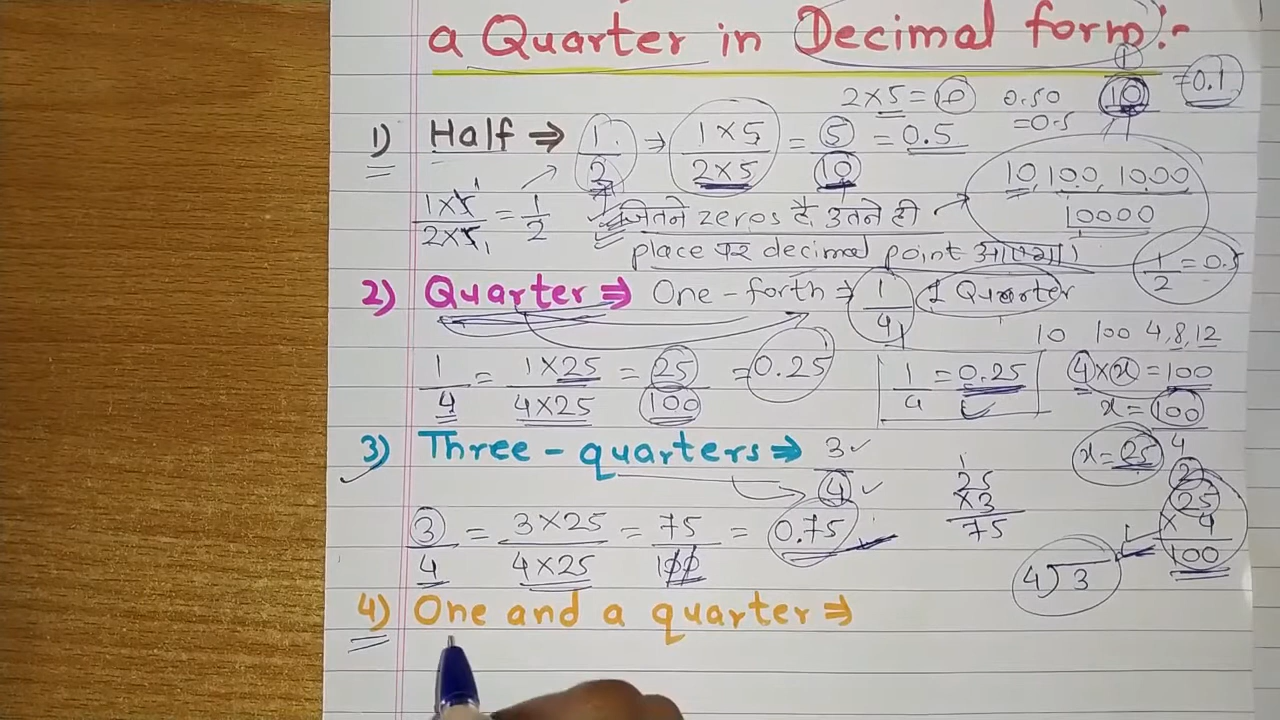 a Quarter in Decimal form:-
1/10 = 0.1
2×5=10 0.50
=0.5
1) Half ⇒ 1/2 → 1×5/2×5 = 5/10 = 0.5
10, 100, 1000
10000
1×5/2×5 = 1/2
जितने zeros है उतने ही
place पर decimal point आएगा।
1/2 = 0.5
2) Quarter ⇒ One-forth ⇒ 1/4 1 Quarter
10 100 4,8,12
1/4 = 1×25/4×25 = 25/100 = 0.25
1/4 = 0.25
4×x=100
x=100/4
x=25
3) Three-quarters ⇒ 3/4
25
×3
75
2
25
× 4
100
3/4 = 3×25/4×25 = 75/100 = 0.75
4)3
4) One and a quarter ⇒